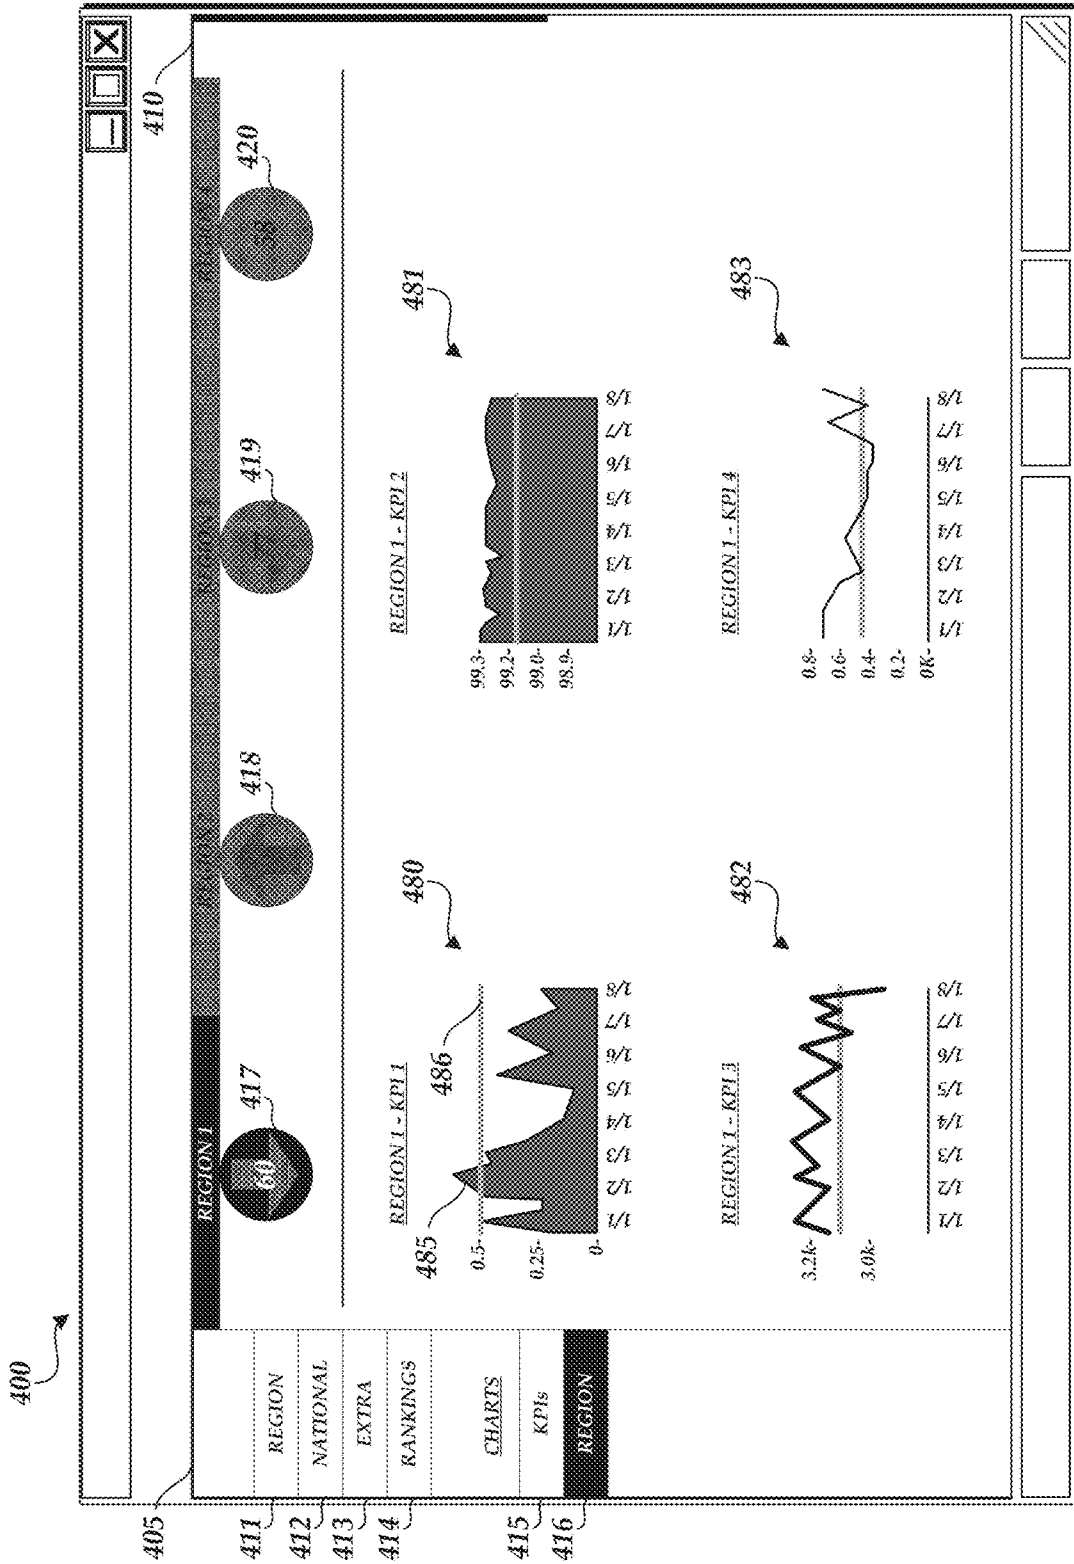 400
405
410
411
412
413
414
415
416
REGION
NATIONAL
EXTRA
RANKINGS
CHARTS
KPIs
REGION
REGION 1
60
417
418
419
38
420
REGION 1 - KPI 1
480
485
486
0.5-
0.25-
0-
1/1 1/2 1/3 1/4 1/5 1/6 1/7 1/8
REGION 1 - KPI 2
481
99.3-
99.2-
99.0-
98.9-
1/1 1/2 1/3 1/4 1/5 1/6 1/7 1/8
REGION 1 - KPI 3
482
3.2k-
3.0k-
1/1 1/2 1/3 1/4 1/5 1/6 1/7 1/8
REGION 1 - KPI 4
483
0.8-
0.6-
0.4-
0.2-
0K-
1/1 1/2 1/3 1/4 1/5 1/6 1/7 1/8